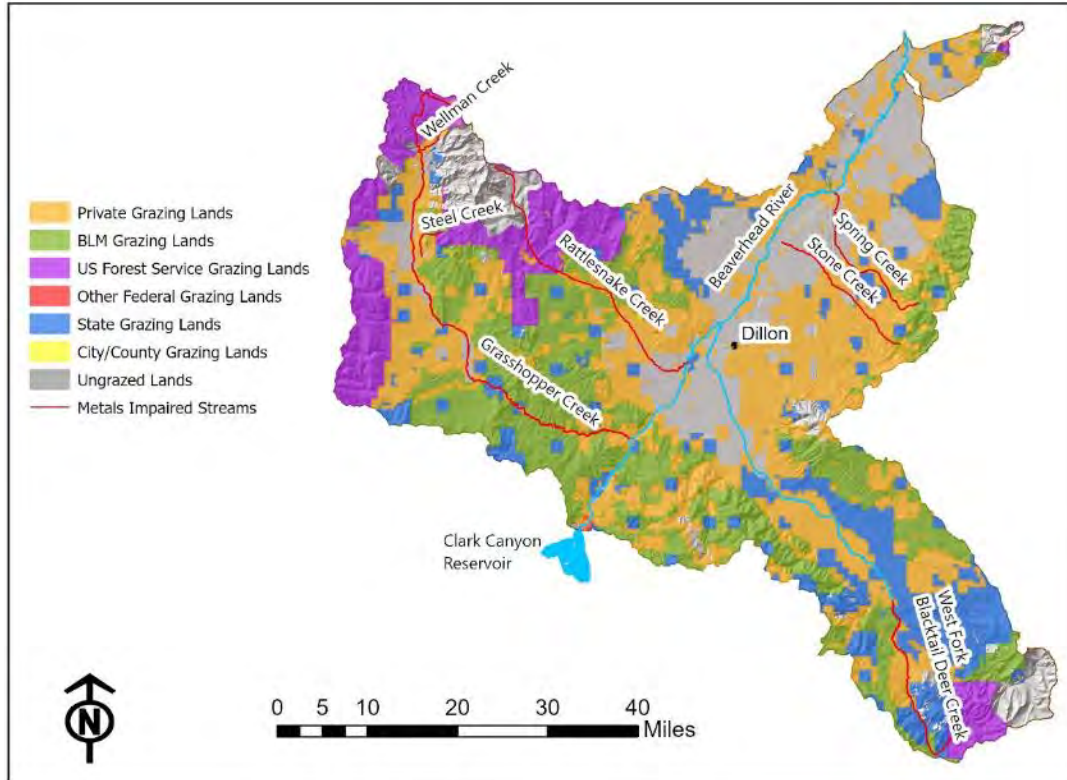 Private Grazing Lands
BLM Grazing Lands
US Forest Service Grazing Lands
Other Federal Grazing Lands
State Grazing Lands
City/County Grazing Lands
Ungrazed Lands
Metals Impaired Streams
Wellman Creek
Steel Creek
Rattlesnake Creek
Grasshopper Creek
Beaverhead River
Spring Creek
Stone Creek
Dillon
Clark Canyon
Reservoir
West Fork
Blacktail Deer Creek
N
0 5 10 20 30 40
Miles